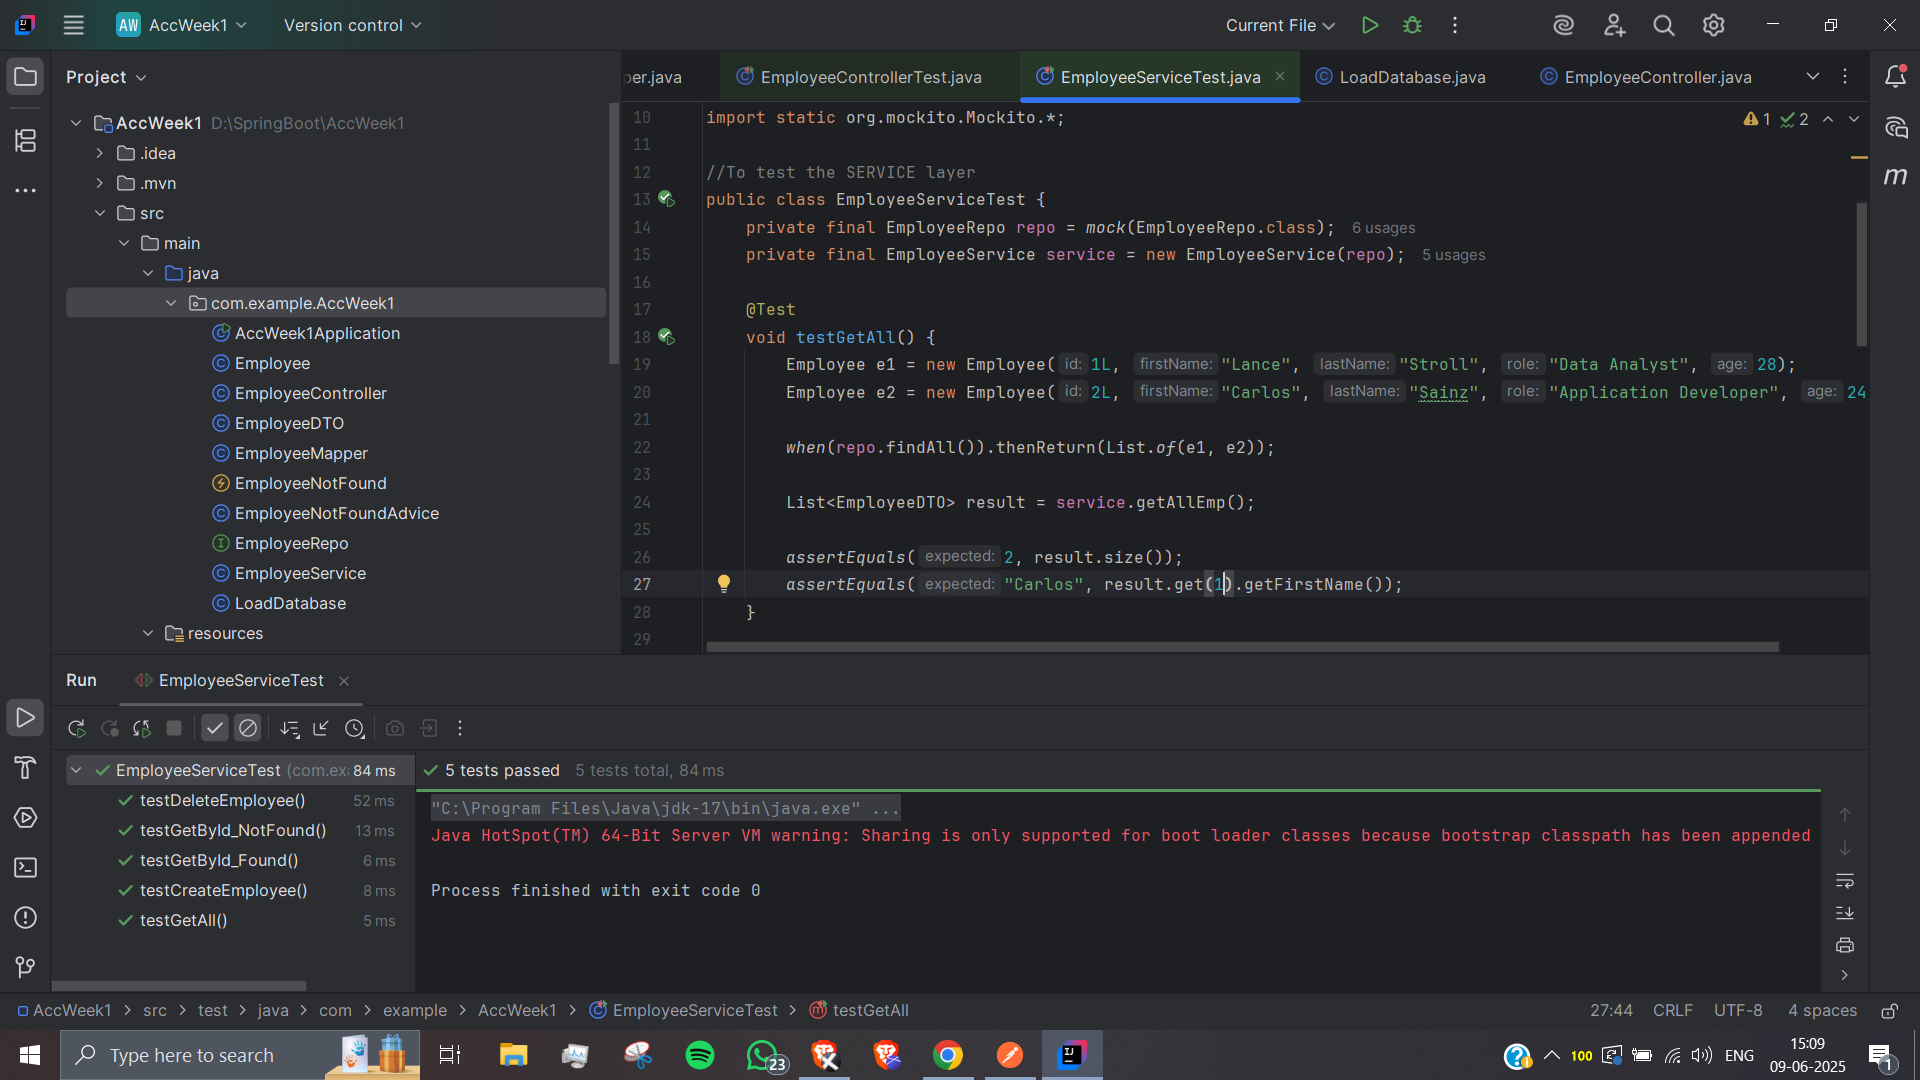 AW AccWeek1 Version control Current File
Project
per.java EmployeeControllerTest.java EmployeeServiceTest.java LoadDatabase.java EmployeeController.java
AccWeek1 D:\SpringBoot\AccWeek1
.idea
.mvn
src
main
java
com.example.AccWeek1
AccWeek1Application
Employee
EmployeeController
EmployeeDTO
EmployeeMapper
EmployeeNotFound
EmployeeNotFoundAdvice
EmployeeRepo
EmployeeService
LoadDatabase
resources
1 2
10 import static org.mockito.Mockito.*;
11
12 //To test the SERVICE layer
13 public class EmployeeServiceTest {
14 private final EmployeeRepo repo = mock(EmployeeRepo.class); 6 usages
15 private final EmployeeService service = new EmployeeService(repo); 5 usages
16
17 @Test
18 void testGetAll() {
19 Employee e1 = new Employee( id: 1L, firstName: "Lance", lastName: "Stroll", role: "Data Analyst", age: 28);
20 Employee e2 = new Employee( id: 2L, firstName: "Carlos", lastName: "Sainz", role: "Application Developer", age: 24
21
22 when(repo.findAll()).thenReturn(List.of(e1, e2));
23
24 List<EmployeeDTO> result = service.getAllEmp();
25
26 assertEquals( expected: 2, result.size());
27 assertEquals( expected: "Carlos", result.get(1).getFirstName());
28 }
29
m
Run EmployeeServiceTest
EmployeeServiceTest (com.ex 84 ms
testDeleteEmployee() 52 ms
testGetById_NotFound() 13 ms
testGetById_Found() 6 ms
testCreateEmployee() 8 ms
testGetAll() 5 ms
5 tests passed 5 tests total, 84 ms
"C:\Program Files\Java\jdk-17\bin\java.exe" ...
Java HotSpot(TM) 64-Bit Server VM warning: Sharing is only supported for boot loader classes because bootstrap classpath has been appended
Process finished with exit code 0
AccWeek1 > src > test > java > com > example > AccWeek1 > EmployeeServiceTest > testGetAll 27:44 CRLF UTF-8 4 spaces
Type here to search 23 100 ENG 15:09
09-06-2025 1